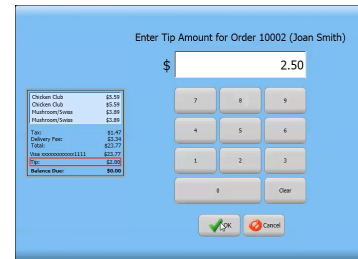 Enter Tip Amount for Order 10002 (Joan Smith)
$ 2.50
Chicken Club $5.59
Chicken Club $5.59
Mushroom/Swiss $3.89
Mushroom/Swiss $3.89
Tax: $1.47
Delivery Fee: $3.34
Total: $23.77
Visa xxxxxxxxxxxx1111 $23.77
Tip: $2.00
Balance Due: $0.00
7 8 9
4 5 6
1 2 3
0 Clear
OK Cancel